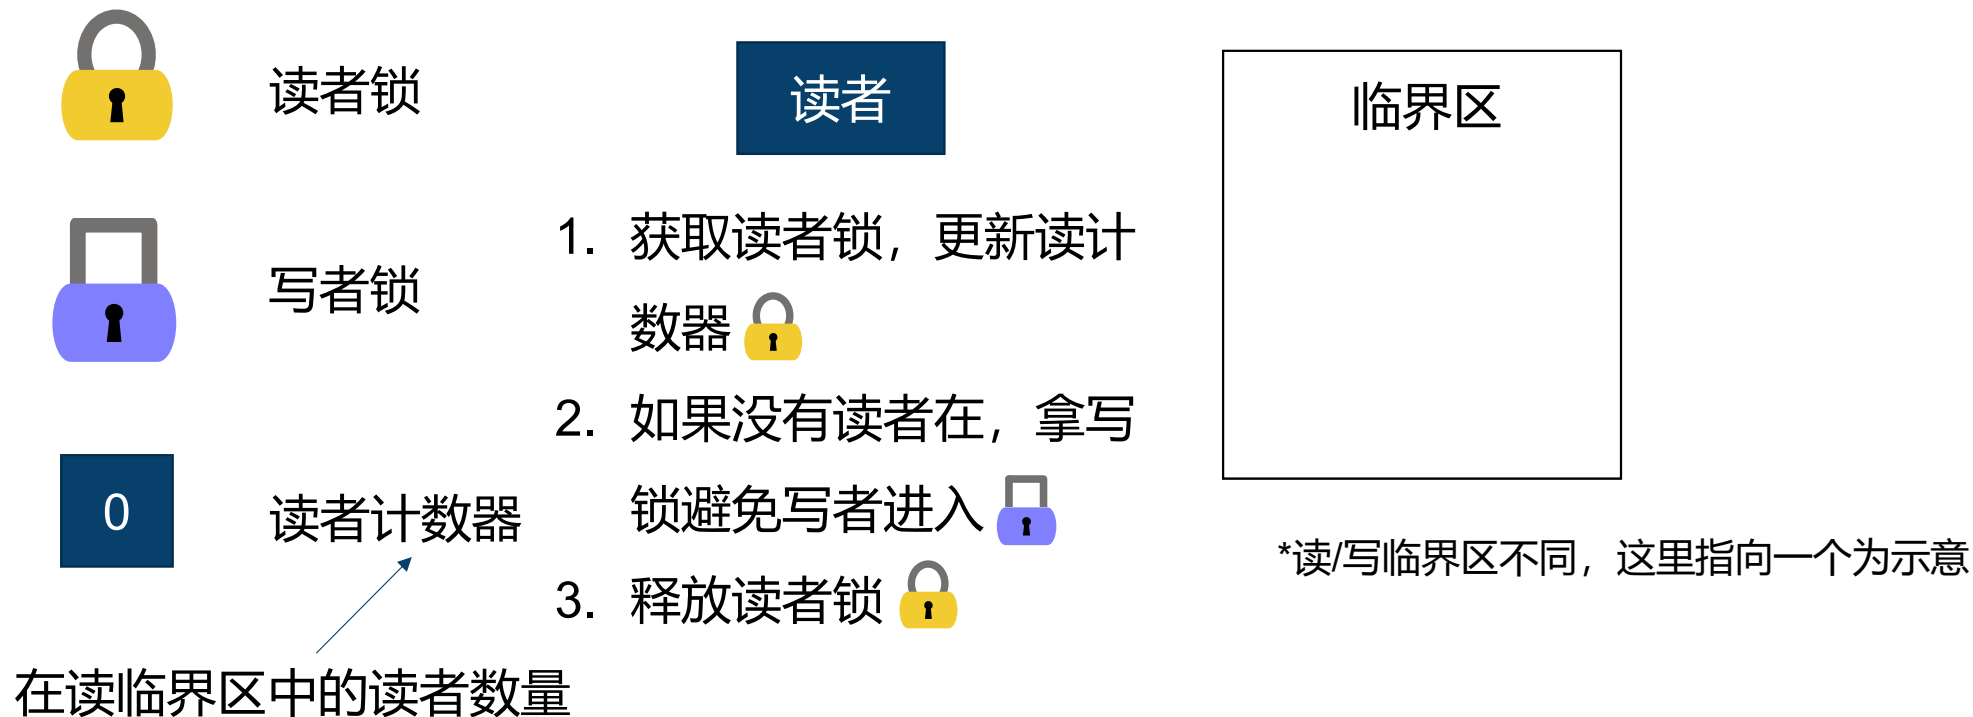 读者锁
写者锁
0
读者计数器
在读临界区中的读者数量
读者
1. 获取读者锁，更新读计
数器
2. 如果没有读者在，拿写
锁避免写者进入
3. 释放读者锁
临界区
*读/写临界区不同，这里指向一个为示意